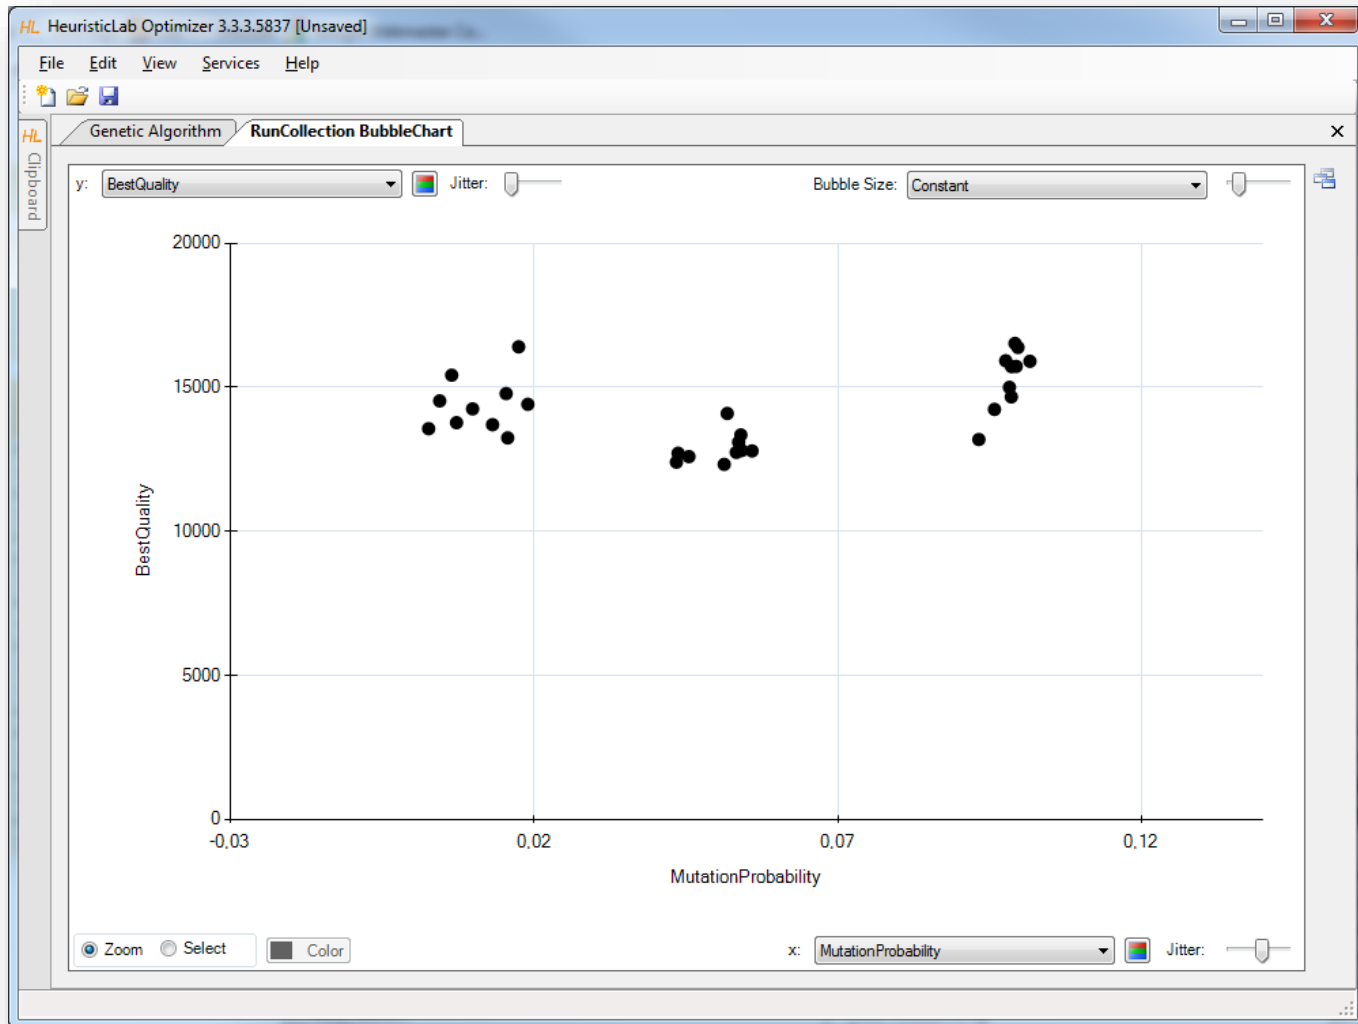 HL HeuristicLab Optimizer 3.3.3.5837 [Unsaved]
File Edit View Services Help
HL Clipboard
Genetic Algorithm RunCollection BubbleChart
y: BestQuality Jitter: Bubble Size: Constant
20000
15000
10000
5000
0
BestQuality
-0,03 0,02 0,07 0,12
MutationProbability
Zoom Select Color x: MutationProbability Jitter: